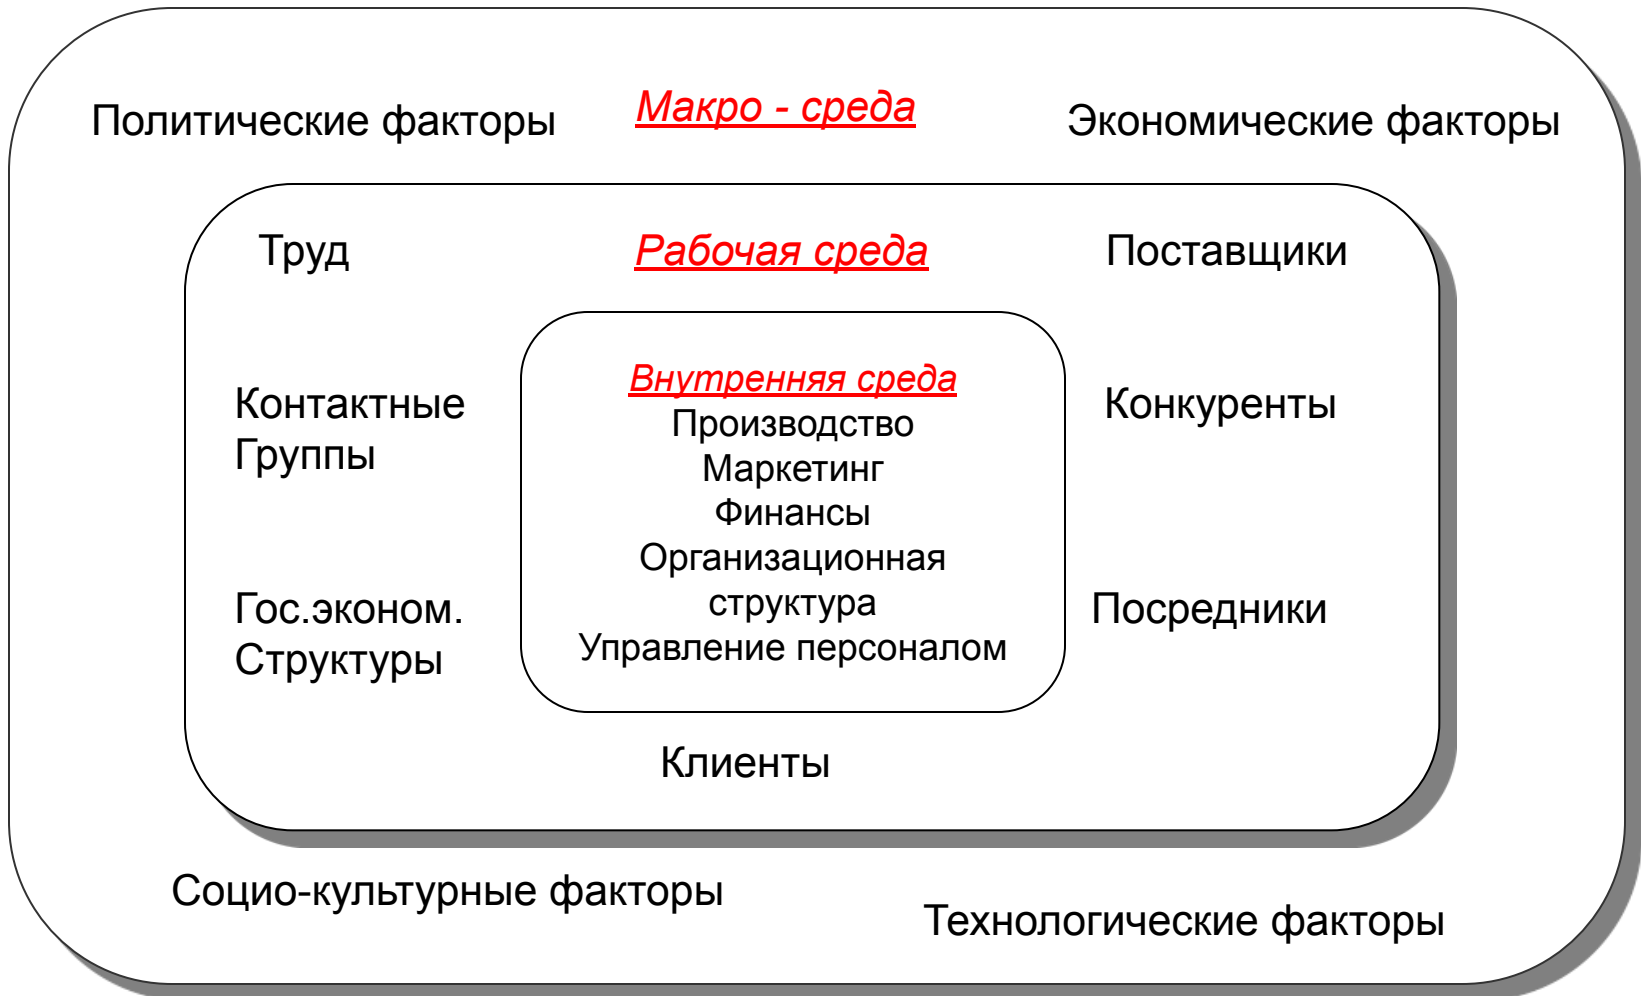 Политические факторы
Макро - среда
Экономические факторы
Труд
Рабочая среда
Поставщики
Контактные
Группы
Гос.эконом.
Структуры
Внутренняя среда
Производство
Маркетинг
Финансы
Организационная
структура
Управление персоналом
Конкуренты
Посредники
Клиенты
Социо-культурные факторы
Технологические факторы